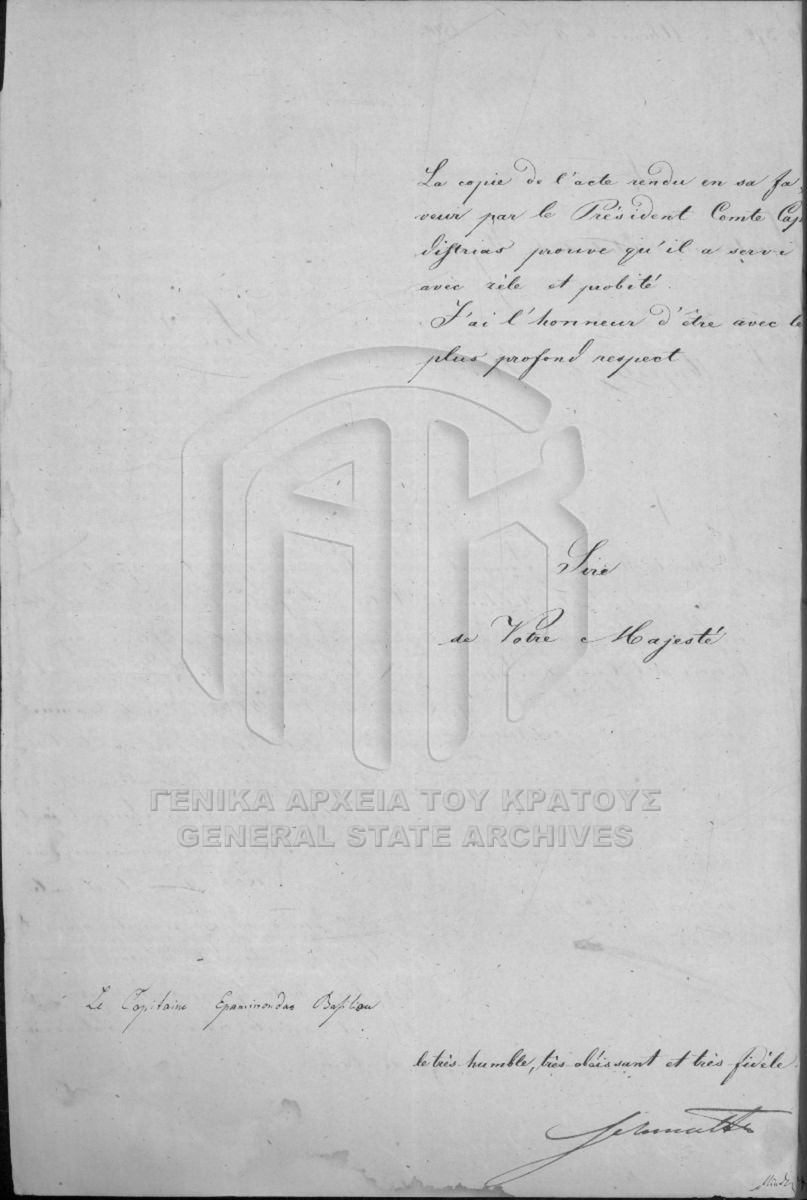 La copie de l'acte rendu en sa fa-
veur par le Président Comte Cap
distrias prouve qu'il a servi
avec zèle et probité.
J'ai l'honneur d'être avec le
plus profond respect
Sire
de Votre Majesté
ΓΕΝΙΚΑ ΑΡΧΕΙΑ ΤΟΥ ΚΡΑΤΟΥΣ
GENERAL STATE ARCHIVES
Le Capitaine Epaminondas
le très-humble, très-obéissant et très fidèle